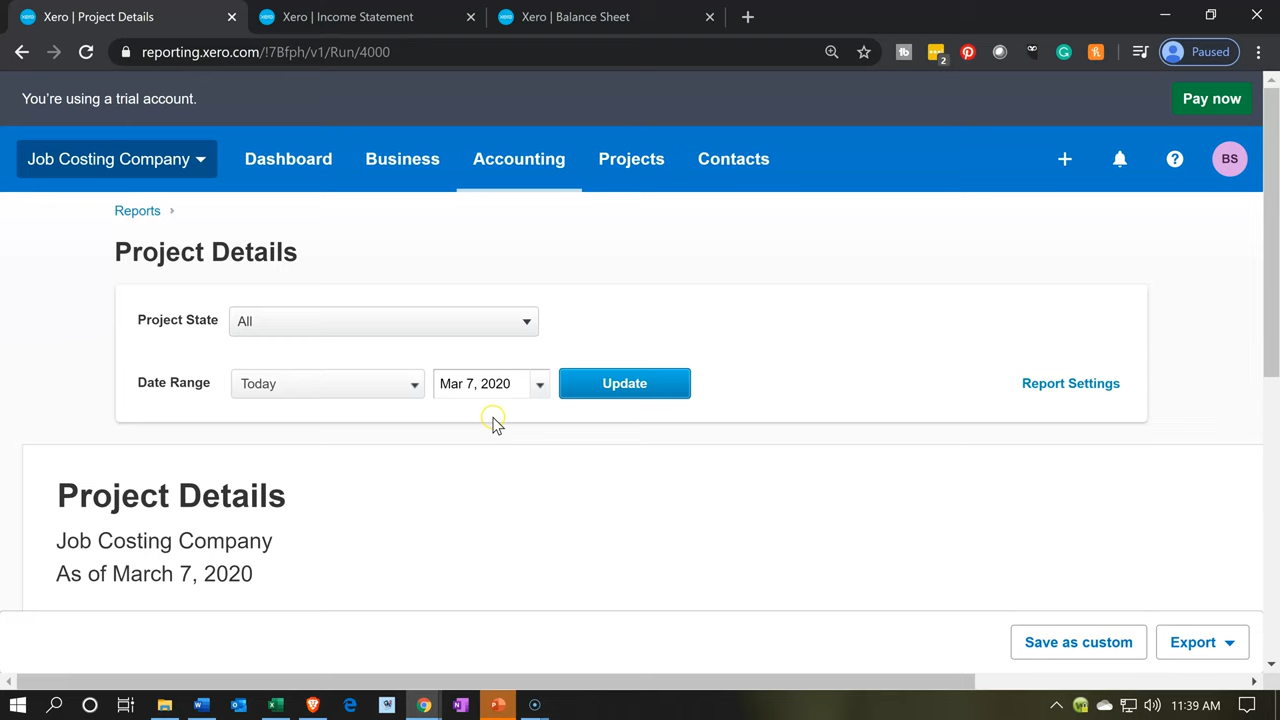 Xero | Project Details
Xero | Income Statement
Xero | Balance Sheet
reporting.xero.com/!7Bfph/v1/Run/4000
2
Paused
You're using a trial account.
Pay now
Job Costing Company
Dashboard
Business
Accounting
Projects
Contacts
BS
Reports
Project Details
Project State
All
Date Range
Today
Mar 7, 2020
Update
Report Settings
Project Details
Job Costing Company
As of March 7, 2020
Save as custom
Export
11:39 AM